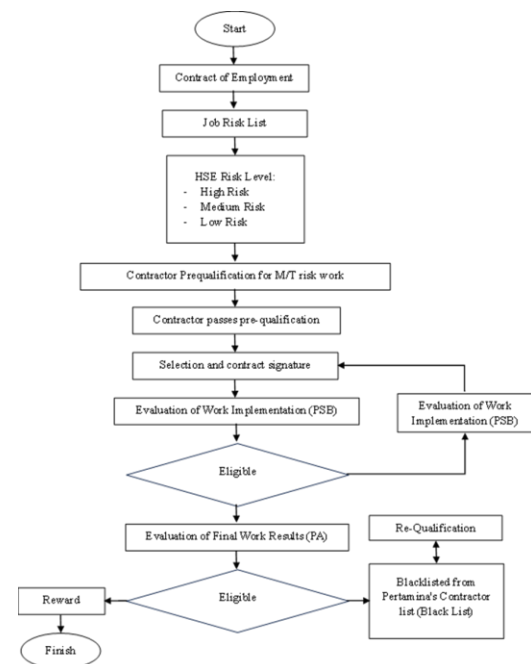 Start
Contract of Employment
Job Risk List
HSE Risk Level:
- High Risk
- Medium Risk
- Low Risk
Contractor Prequalification for M/T risk work
Contractor passes pre-qualification
Selection and contract signature
Evaluation of Work Implementation (PSB)
Evaluation of Work
Implementation (PSB)
Eligible
Evaluation of Final Work Results (PA)
Re-Qualification
Reward
Eligible
Blacklisted from
Pertamina's Contractor
list (Black List)
Finish